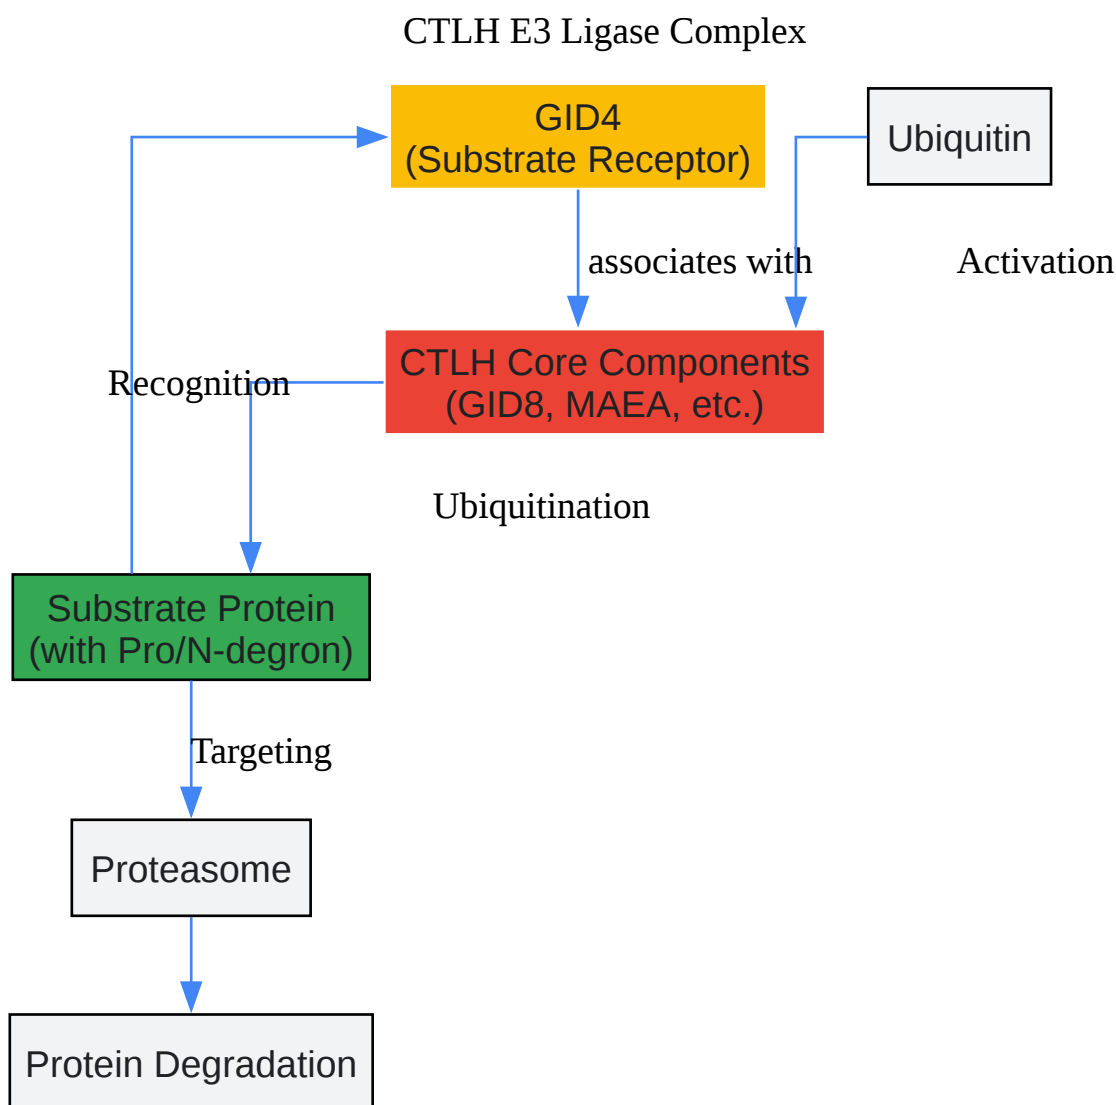 CTLH E3 Ligase Complex
GID4
(Substrate Receptor)
Ubiquitin
associates with
Activation
CTLH Core Components
(GID8, MAEA, etc.)
Recognition
Ubiquitination
Substrate Protein
(with Pro/N-degron)
Targeting
Proteasome
Protein Degradation